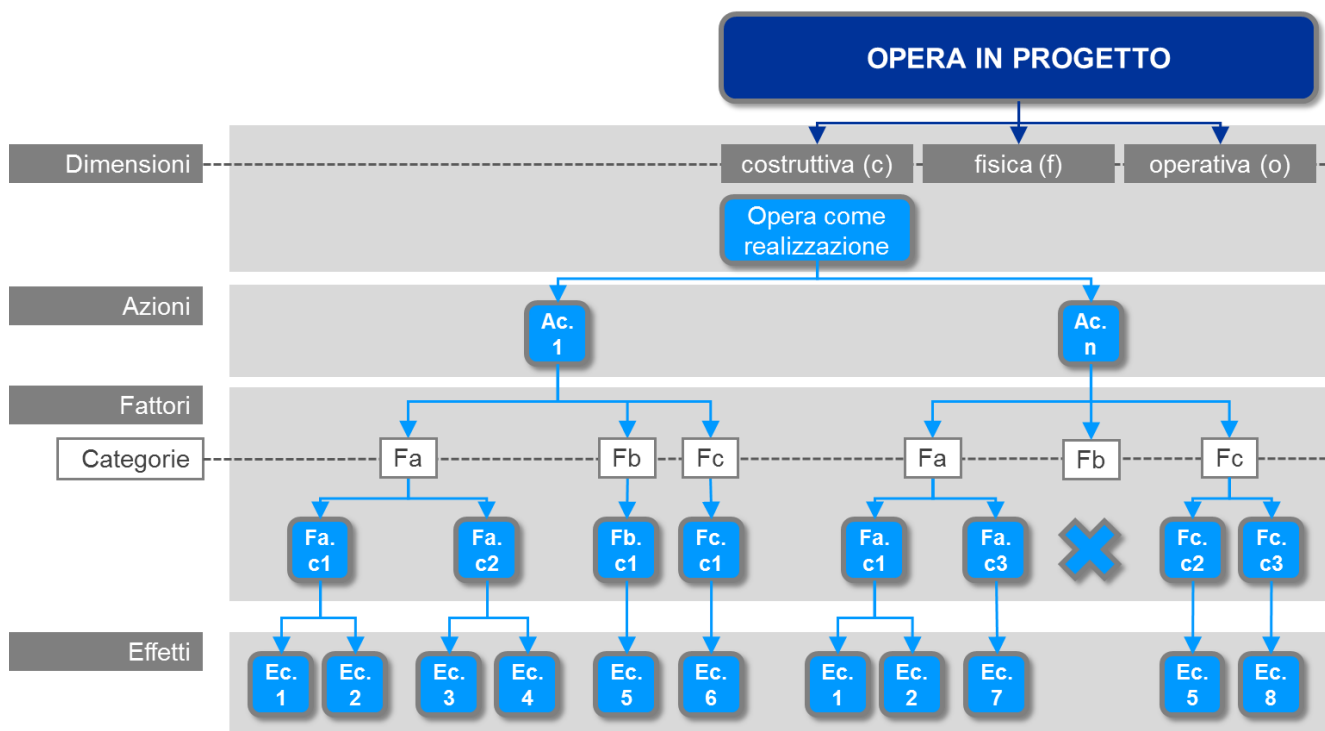 OPERA IN PROGETTO
Dimensioni
costruttiva (c)
fisica (f)
operativa (o)
Opera come
realizzazione
Azioni
Ac.
1
Ac.
n
Fattori
Categorie
Fa
Fb
Fc
Fa
Fb
Fc
Fa.
c1
Fa.
c2
Fb.
c1
Fc.
c1
Fa.
c1
Fa.
c3
Fc.
c2
Fc.
c3
Effetti
Ec.
1
Ec.
2
Ec.
3
Ec.
4
Ec.
5
Ec.
6
Ec.
1
Ec.
2
Ec.
7
Ec.
5
Ec.
8